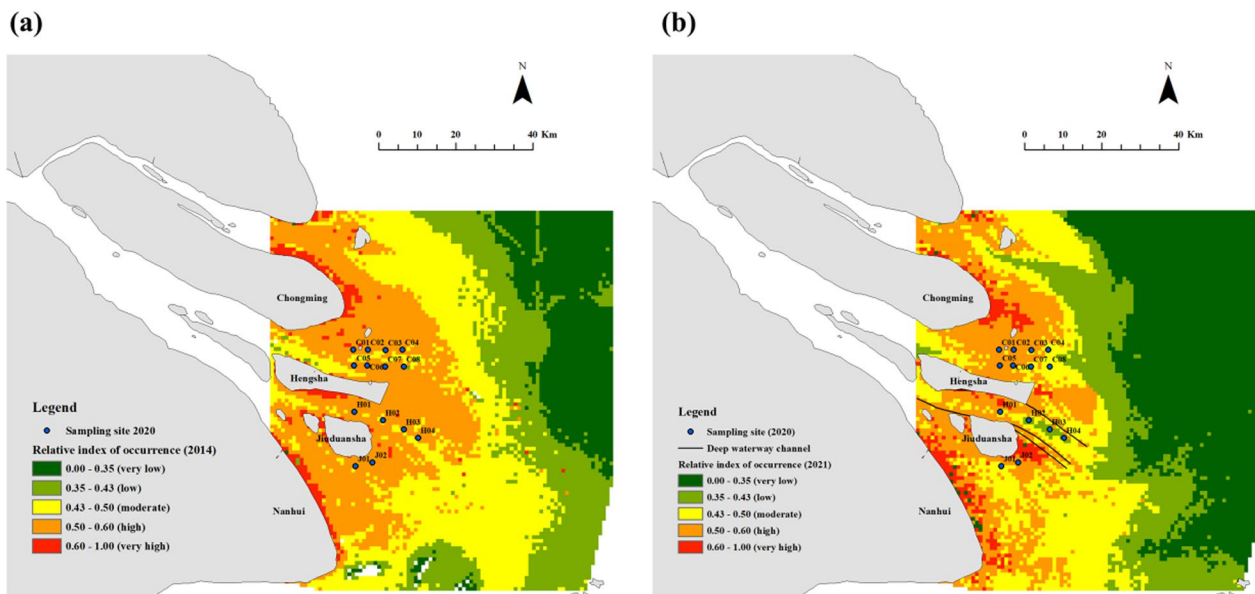 (a)
N
0 10 20 40 Km
Chongming
C01 C02 C03 C04
C05 C06 C07 C08
Hengsha
H01
H02
H03
H04
Jiuduansha
J01 J02
Nanhui
Legend
Sampling site 2020
Relative index of occurrence (2014)
0.00 - 0.35 (very low)
0.35 - 0.43 (low)
0.43 - 0.50 (moderate)
0.50 - 0.60 (high)
0.60 - 1.00 (very high)
(b)
N
0 10 20 40 Km
Chongming
C01 C02 C03 C04
C05 C06 C07 C08
Hengsha
H01
H02
H03
H04
Jiuduansha
J01 J02
Nanhui
Legend
Sampling site (2020)
Deep waterway channel
Relative index of occurrence (2021)
0.00 - 0.35 (very low)
0.35 - 0.43 (low)
0.43 - 0.50 (moderate)
0.50 - 0.60 (high)
0.60 - 1.00 (very high)